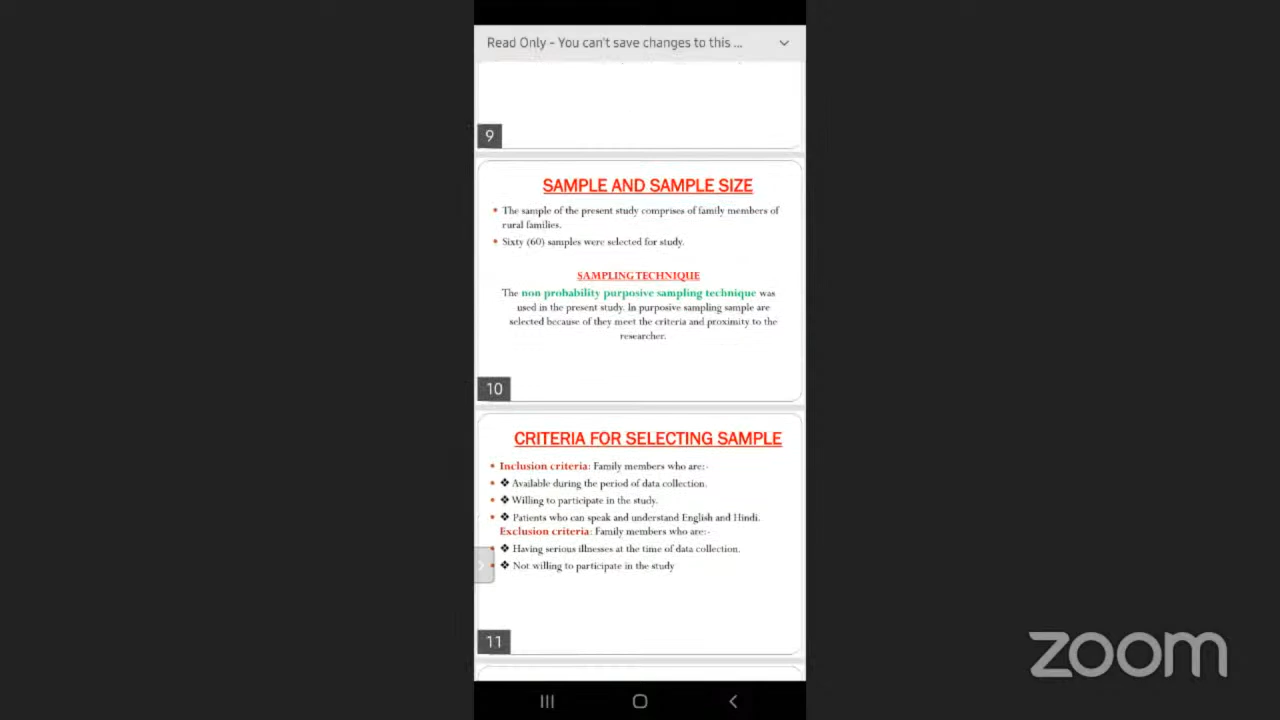 Read Only - You can't save changes to this ...
9
SAMPLE AND SAMPLE SIZE
• The sample of the present study comprises of family members of
rural families.
• Sixty (60) samples were selected for study.
SAMPLING TECHNIQUE
The non probability purposive sampling technique was
used in the present study. In purposive sampling sample are
selected because of they meet the criteria and proximity to the
researcher.
10
CRITERIA FOR SELECTING SAMPLE
• Inclusion criteria: Family members who are:-
• ❖ Available during the period of data collection.
• ❖ Willing to participate in the study.
• ❖ Patients who can speak and understand English and Hindi.
Exclusion criteria: Family members who are:-
• ❖ Having serious illnesses at the time of data collection.
• ❖ Not willing to participate in the study
11
zoom